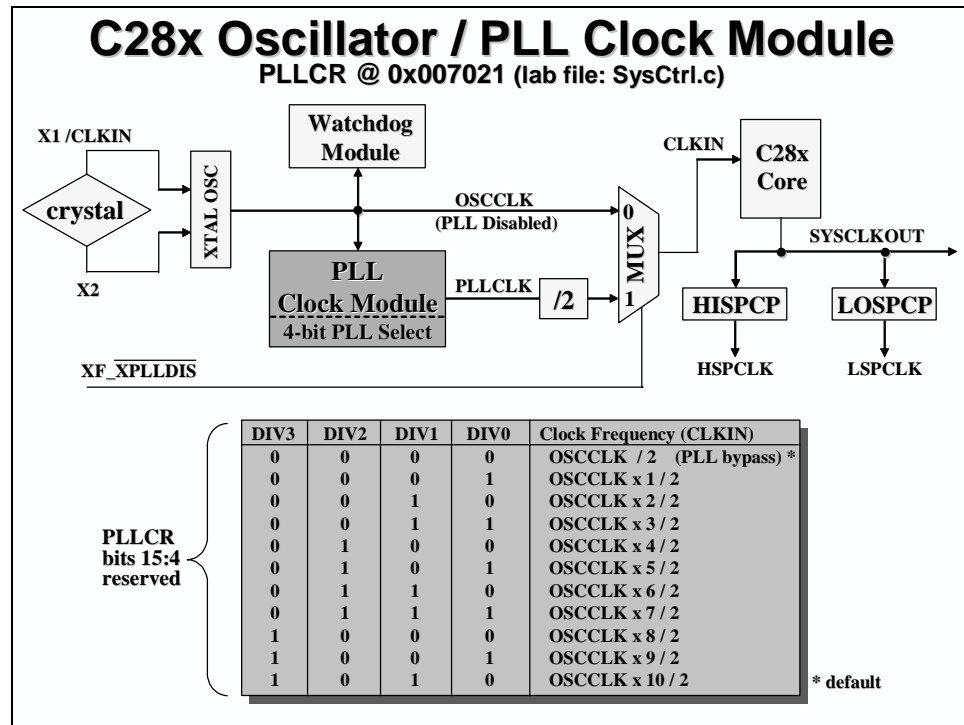 C28x Oscillator / PLL Clock Module
PLLCR @ 0x007021 (lab file: SysCtrl.c)
X1 /CLKIN
crystal
X2
XTAL OSC
Watchdog
Module
OSCCLK
(PLL Disabled)
PLL
Clock Module
4-bit PLL Select
PLLCLK
/2
0
MUX
1
CLKIN
C28x
Core
SYSCLKOUT
HISPCP
LOSPCP
HSPCLK
LSPCLK
XF_XPLLDIS
PLLCR
bits 15:4
reserved
DIV3 DIV2 DIV1 DIV0 Clock Frequency (CLKIN)
0 0 0 0 OSCCLK / 2 (PLL bypass) *
0 0 0 1 OSCCLK x 1 / 2
0 0 1 0 OSCCLK x 2 / 2
0 0 1 1 OSCCLK x 3 / 2
0 1 0 0 OSCCLK x 4 / 2
0 1 0 1 OSCCLK x 5 / 2
0 1 1 0 OSCCLK x 6 / 2
0 1 1 1 OSCCLK x 7 / 2
1 0 0 0 OSCCLK x 8 / 2
1 0 0 1 OSCCLK x 9 / 2
1 0 1 0 OSCCLK x 10 / 2
* default